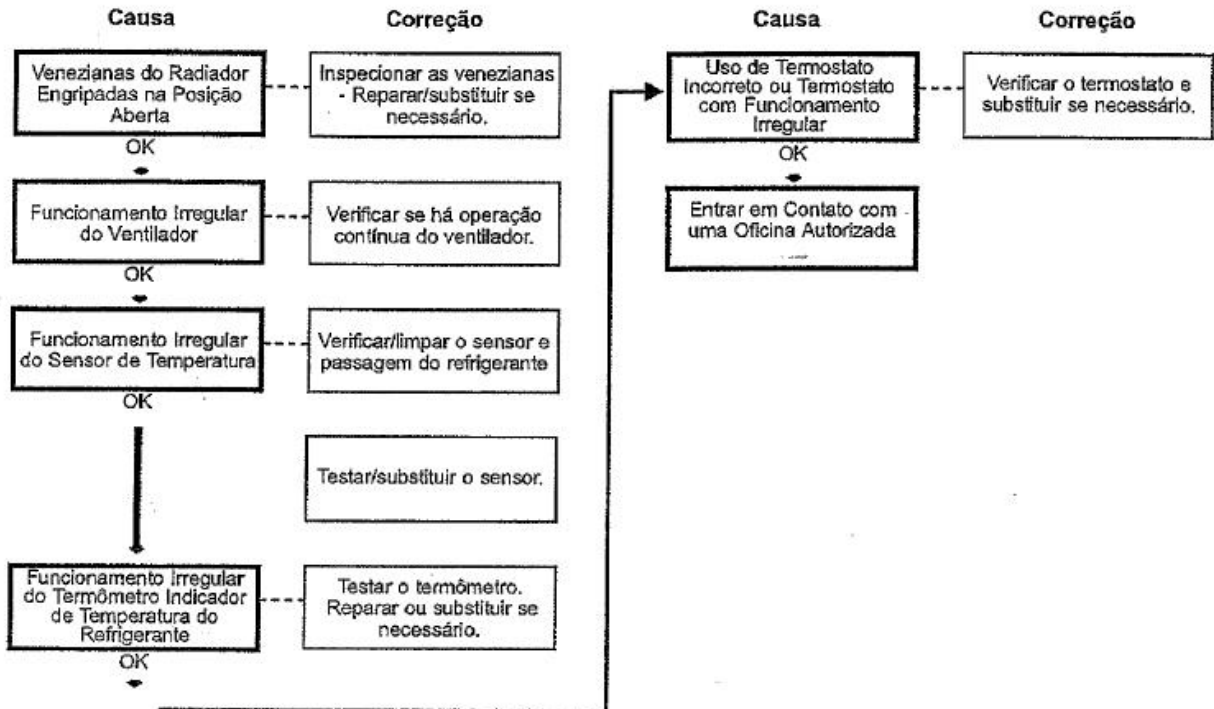 Causa
Correção
Venezianas do Radiador
Engripadas na Posição
Aberta
Inspecionar as venezianas
- Reparar/substituir se
necessário.
OK
Funcionamento Irregular
do Ventilador
Verificar se há operação
contínua do ventilador.
OK
Funcionamento Irregular
do Sensor de Temperatura
Verificar/limpar o sensor e
passagem do refrigerante
OK
Testar/substituir o sensor.
Funcionamento Irregular
do Termômetro Indicador
de Temperatura do
Refrigerante
Testar o termômetro.
Reparar ou substituir se
necessário.
OK
Causa
Correção
Uso de Termostato
Incorreto ou Termostato
com Funcionamento
Irregular
Verificar o termostato e
substituir se necessário.
OK
Entrar em Contato com
uma Oficina Autorizada